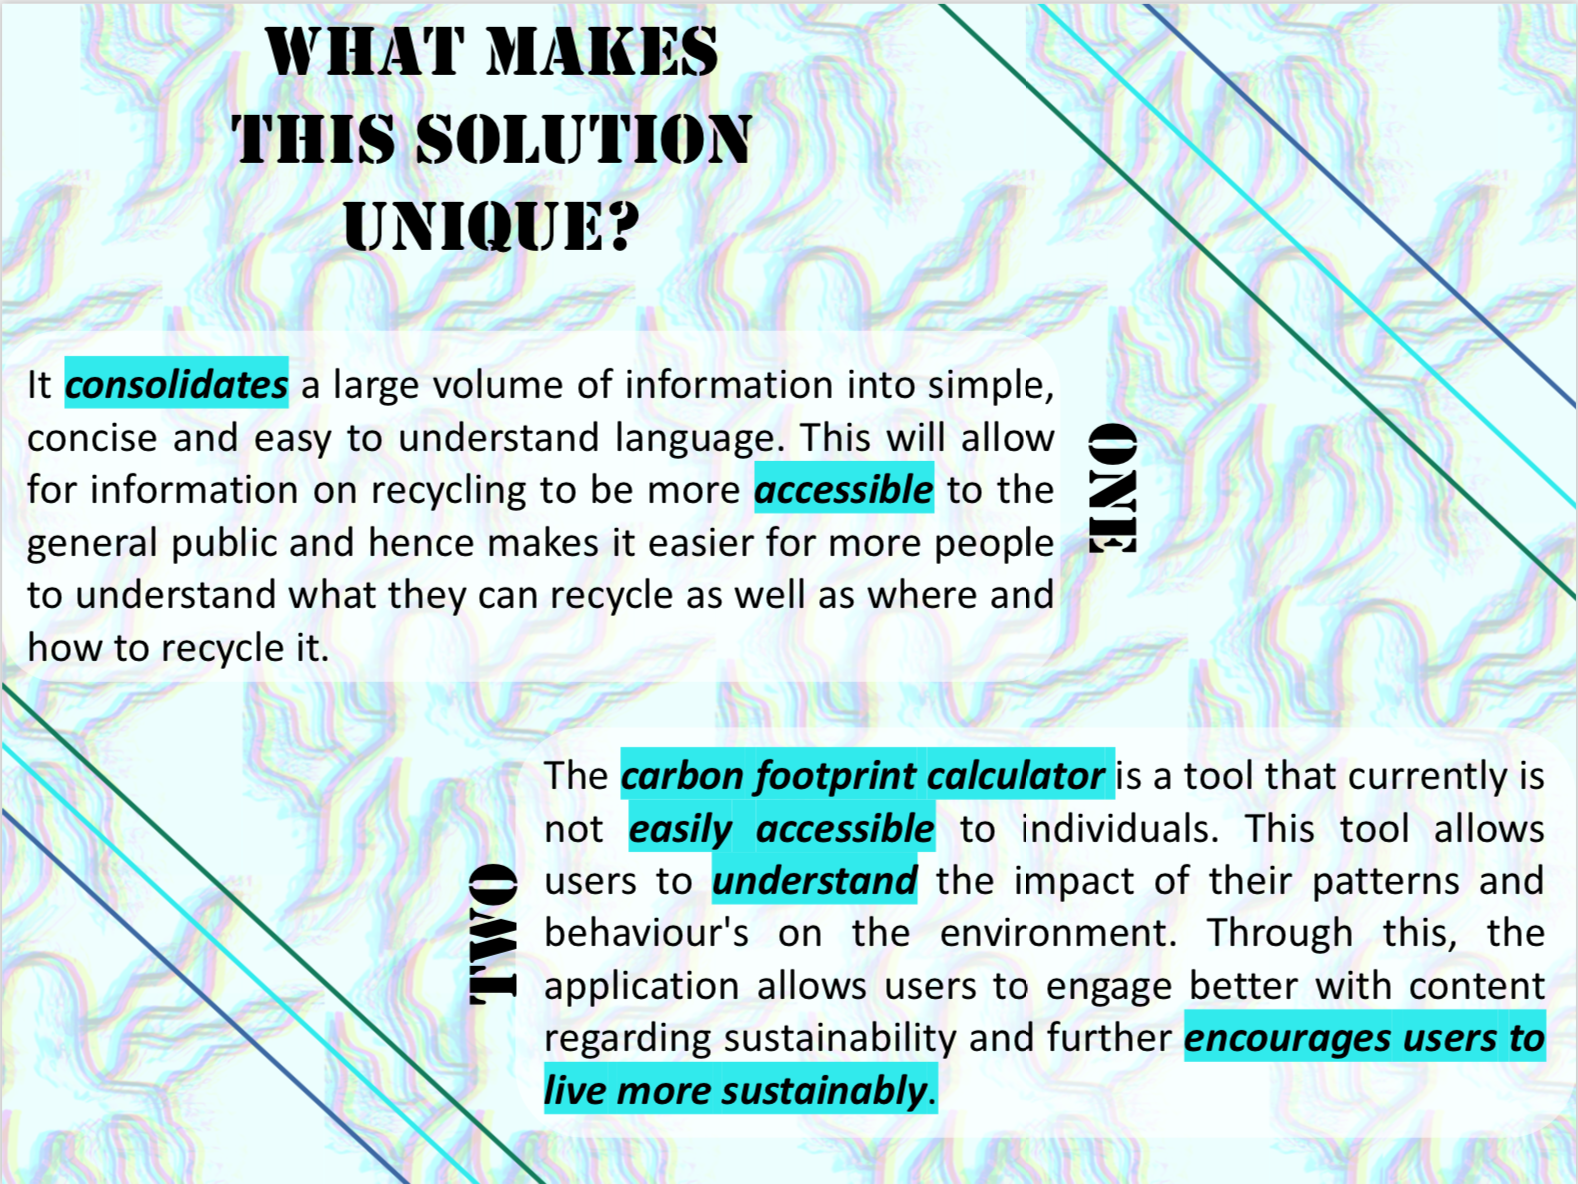 WHAT MAKES
THIS SOLUTION
UNIQUE?
It consolidates a large volume of information into simple,
concise and easy to understand language. This will allow
for information on recycling to be more accessible to the
general public and hence makes it easier for more people
to understand what they can recycle as well as where and
how to recycle it.
ONE
TWO
The carbon footprint calculator is a tool that currently is
not easily accessible to individuals. This tool allows
users to understand the impact of their patterns and
behaviour's on the environment. Through this, the
application allows users to engage better with content
regarding sustainability and further encourages users to
live more sustainably.